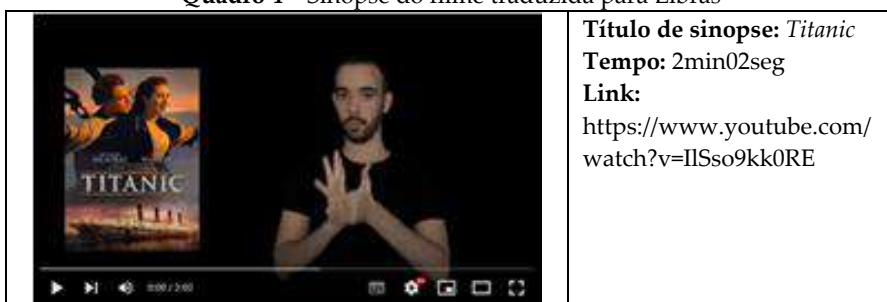 Quadro 1 - Sinopse do filme traduzida para Libras
TITANIC
Título de sinopse: Titanic
Tempo: 2min02seg
Link:
https://www.youtube.com/
watch?v=IlSso9kk0RE